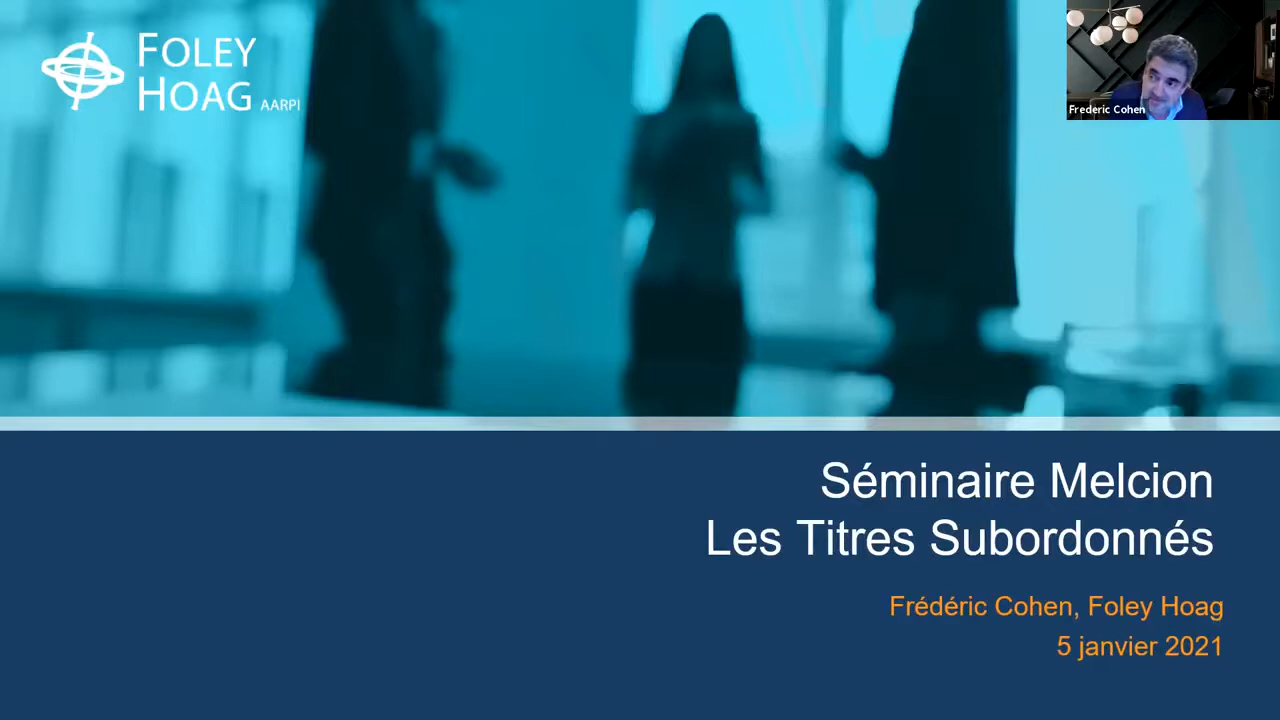 FOLEY
HOAG AARPI
Frederic Cohen
Séminaire Melcion
Les Titres Subordonnés
Frédéric Cohen, Foley Hoag
5 janvier 2021